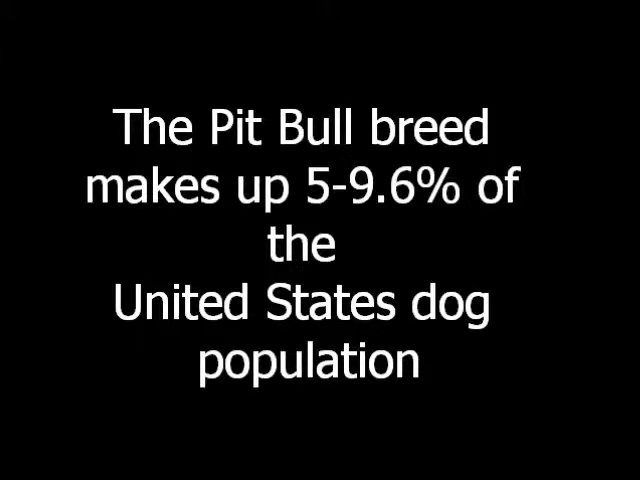 The Pit Bull breed
makes up 5-9.6% of
the
United States dog
population